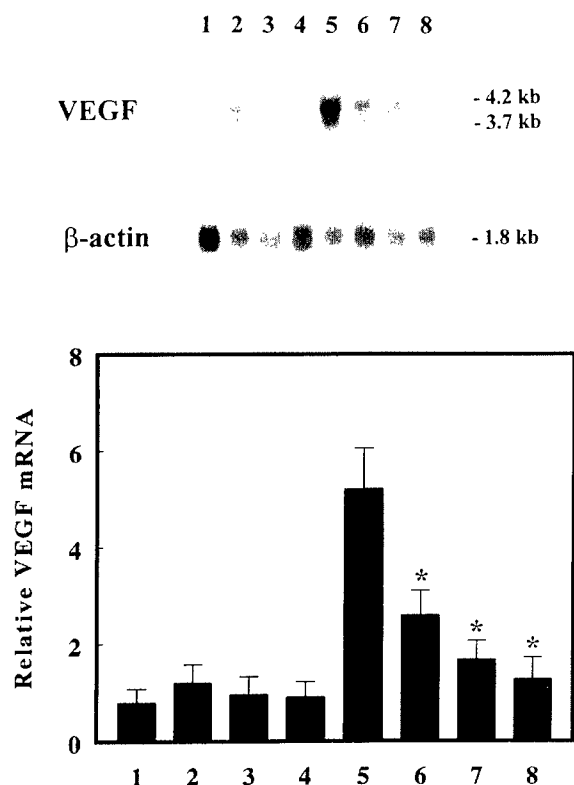 1 2 3 4 5 6 7 8
VEGF
- 4.2 kb
- 3.7 kb
β-actin
- 1.8 kb
8
6
4
2
0
Relative VEGF mRNA
*
*
*
1 2 3 4 5 6 7 8